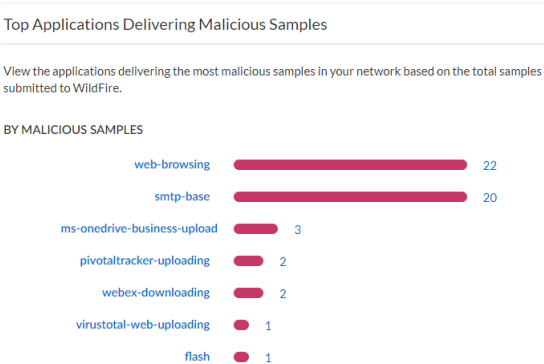 Top Applications Delivering Malicious Samples
View the applications delivering the most malicious samples in your network based on the total samples
submitted to WildFire.
BY MALICIOUS SAMPLES
web-browsing 22
smtp-base 20
ms-onedrive-business-upload 3
pivotaltracker-uploading 2
webex-downloading 2
virustotal-web-uploading 1
flash 1